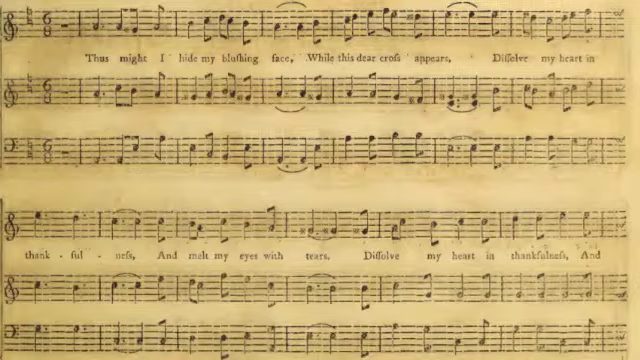 Thus might I hide my bluſhing face, While this dear croſs appears, Diſſolve my heart in
thank - ful - neſs, And melt my eyes with tears. Diſſolve my heart in thankfulneſs, And